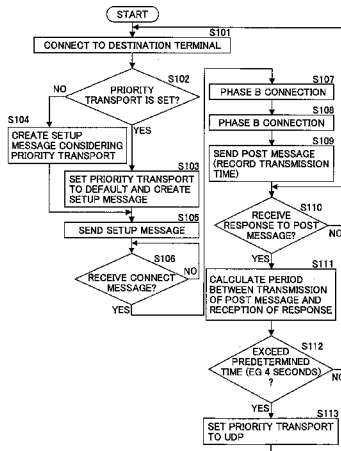 START
S101
CONNECT TO DESTINATION TERMINAL
S102
PRIORITY
TRANSPORT IS SET?
NO
YES
S104
CREATE SETUP
MESSAGE CONSIDERING
PRIORITY TRANSPORT
S103
SET PRIORITY TRANSPORT
TO DEFAULT AND CREATE
SETUP MESSAGE
S105
SEND SETUP MESSAGE
S106
RECEIVE CONNECT
MESSAGE?
NO
YES
S107
PHASE B CONNECTION
S108
PHASE B CONNECTION
S109
SEND POST MESSAGE
(RECORD TRANSMISSION
TIME)
S110
RECEIVE
RESPONSE TO POST
MESSAGE?
NO
YES
S111
CALCULATE PERIOD
BETWEEN TRANSMISSION
OF POST MESSAGE AND
RECEPTION OF RESPONSE
S112
EXCEED
PREDETERMINED
TIME (EG 4 SECONDS)
?
YES
S113
SET PRIORITY TRANSPORT
TO UDP